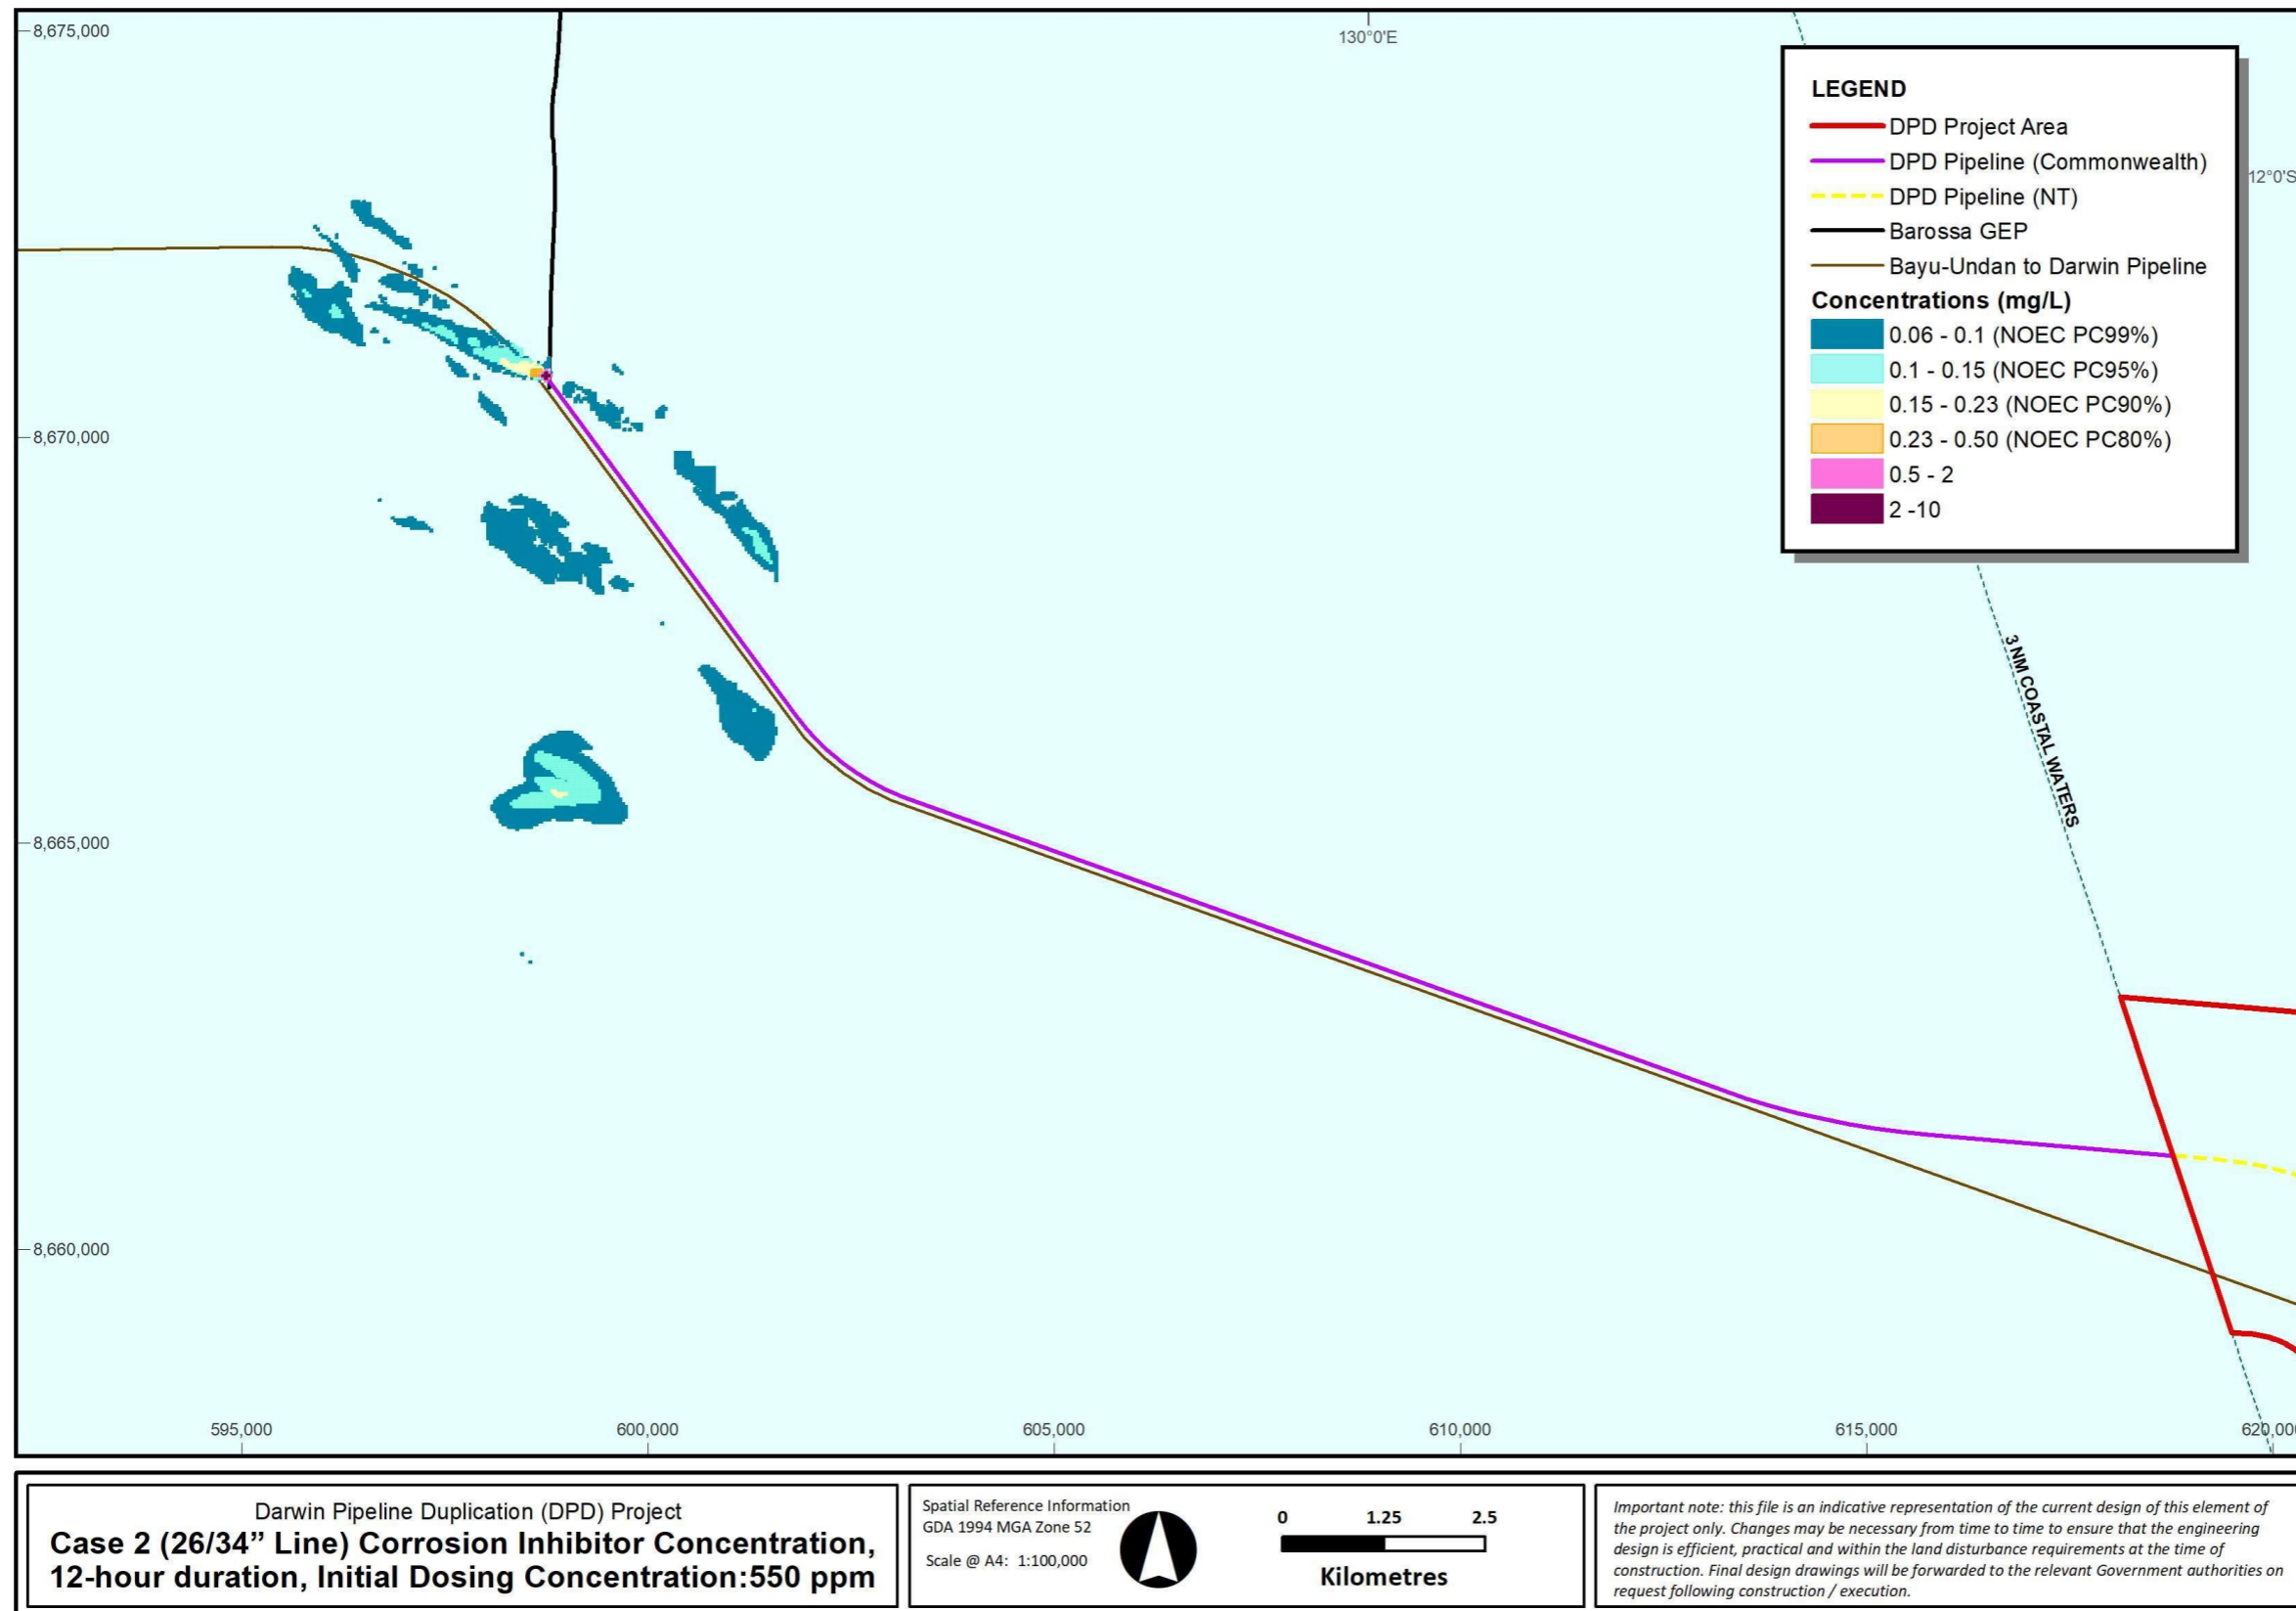 8,675,000
130°0'E
12°0'S
LEGEND
DPD Project Area
DPD Pipeline (Commonwealth)
DPD Pipeline (NT)
Barossa GEP
Bayu-Undan to Darwin Pipeline
Concentrations (mg/L)
0.06 - 0.1 (NOEC PC99%)
0.1 - 0.15 (NOEC PC95%)
0.15 - 0.23 (NOEC PC90%)
0.23 - 0.50 (NOEC PC80%)
0.5 - 2
2 -10
8,670,000
3 NM COASTAL WATERS
8,665,000
8,660,000
595,000
600,000
605,000
610,000
615,000
Darwin Pipeline Duplication (DPD) Project
Case 2 (26/34” Line) Corrosion Inhibitor Concentration,
12-hour duration, Initial Dosing Concentration:550 ppm
Spatial Reference Information
GDA 1994 MGA Zone 52
Scale @ A4: 1:100,000
0 1.25 2.5
Kilometres
Important note: this file is an indicative representation of the current design of this element of
the project only. Changes may be necessary from time to time to ensure that the engineering
design is efficient, practical and within the land disturbance requirements at the time of
construction. Final design drawings will be forwarded to the relevant Government authorities on
request following construction / execution.